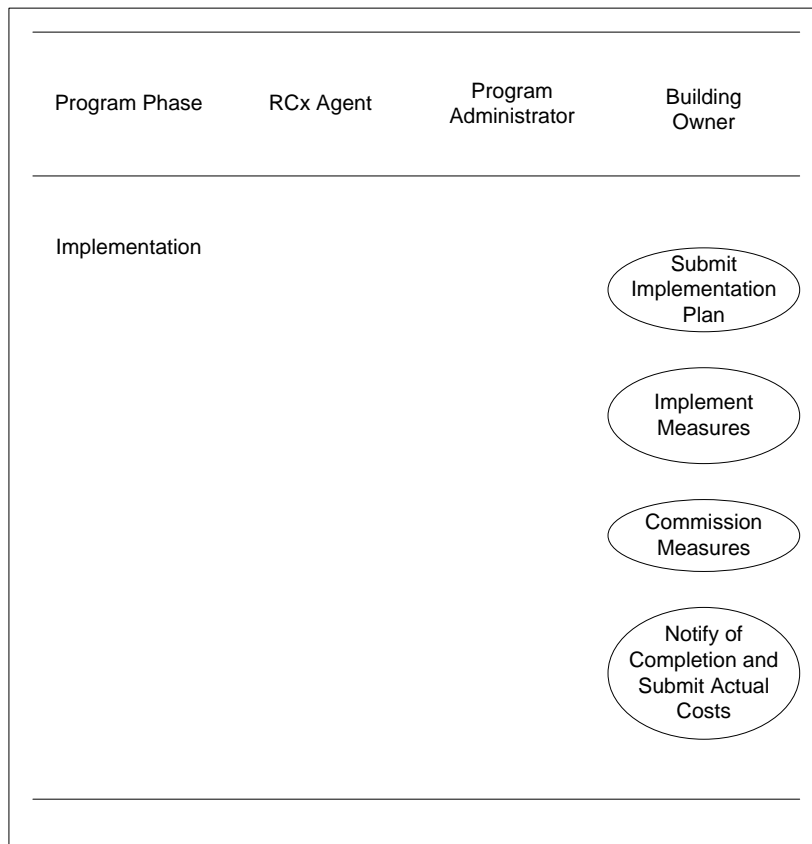 Program Phase
RCx Agent
Program
Administrator
Building
Owner
Implementation
Submit
Implementation
Plan
Implement
Measures
Commission
Measures
Notify of
Completion and
Submit Actual
Costs